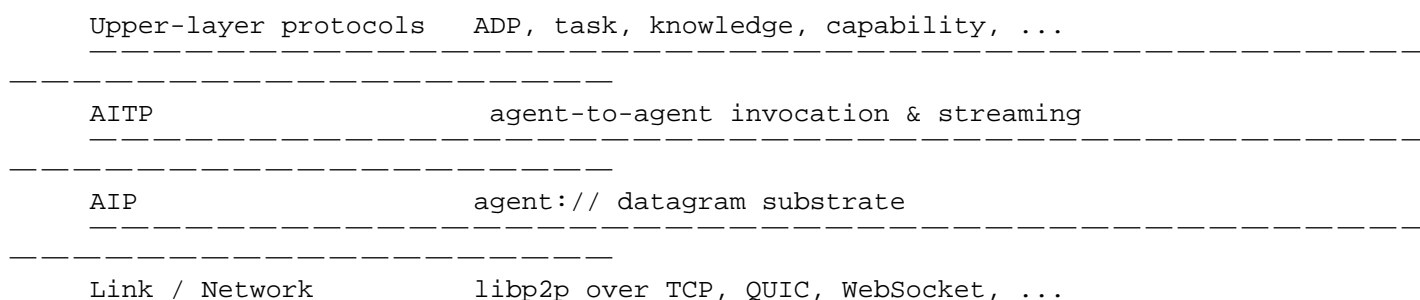 Upper-layer protocols   ADP, task, knowledge, capability, ...
——————————————————————————————————————————
———————————————————
AITP                     agent-to-agent invocation & streaming
——————————————————————————————————————————
———————————————————
AIP                     agent:// datagram substrate
——————————————————————————————————————————
———————————————————
Link / Network          libp2p over TCP, QUIC, WebSocket, ...